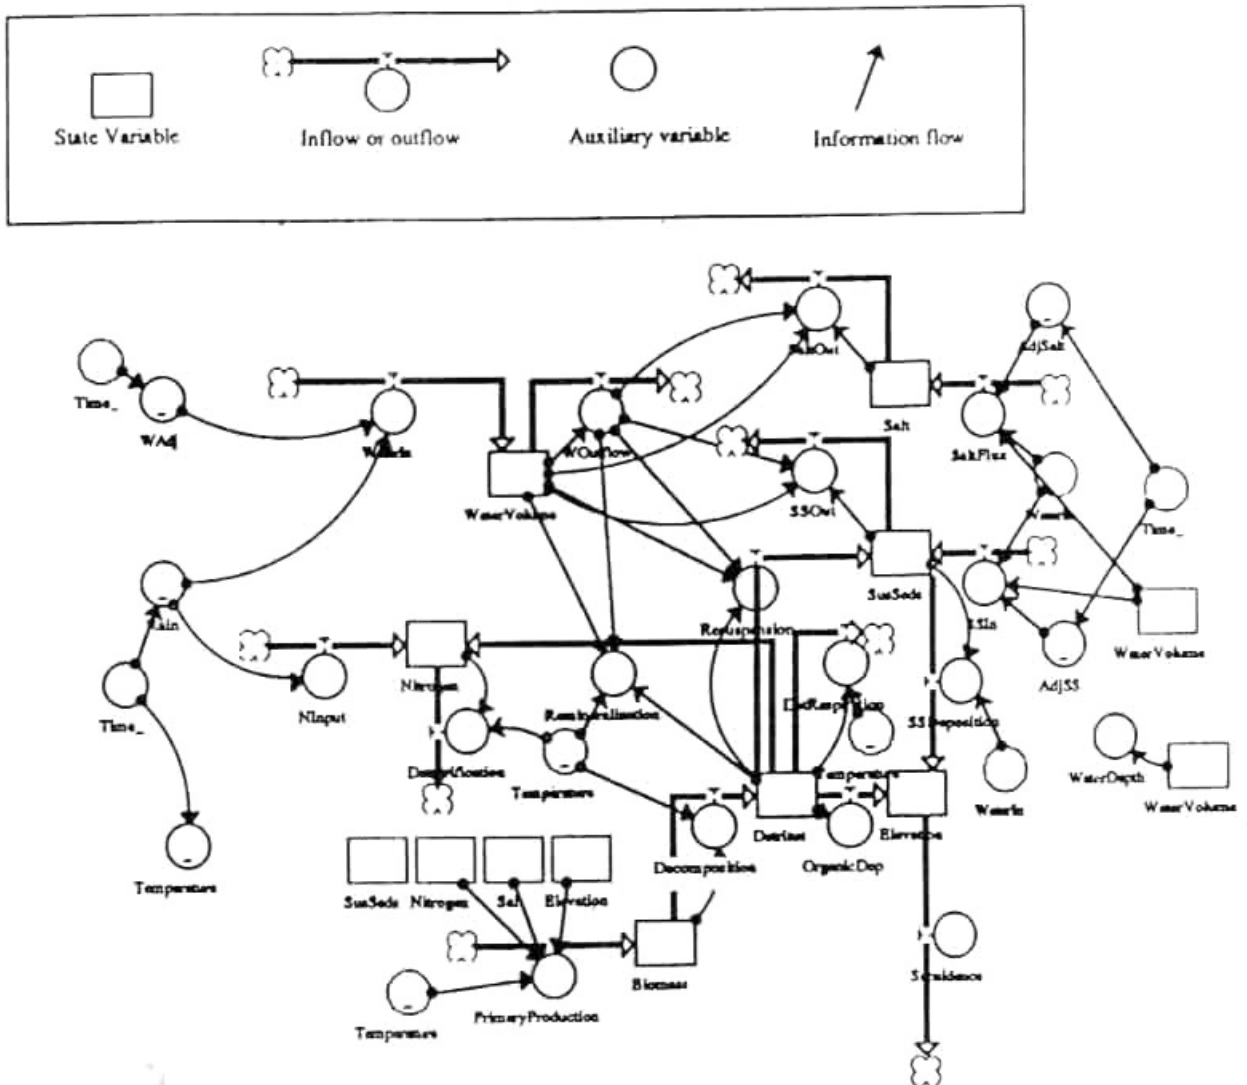 State Variable
Inflow or outflow
Auxiliary variable
Information flow
Time_
WAdj
WaterIn
WOutflow
WaterVolume
SaltOut
AdjSalt
Salt
SaltFlux
SSOut
WaterIn
Time_
Rain
SusSeds
SSIn
Resuspension
WaterVolume
Time_
Nitrogen
NInput
Remineralization
DetRespiration
SSDeposition
AdjSS
Denitrification
Temperature
Temperature
WaterDepth
WaterVolume
WaterIn
Detritus
Elevation
Temperature
Decomposition
OrganicDep
SusSeds
Nitrogen
Sal
Elevation
Biomass
Subsidence
Temperature
PrimaryProduction